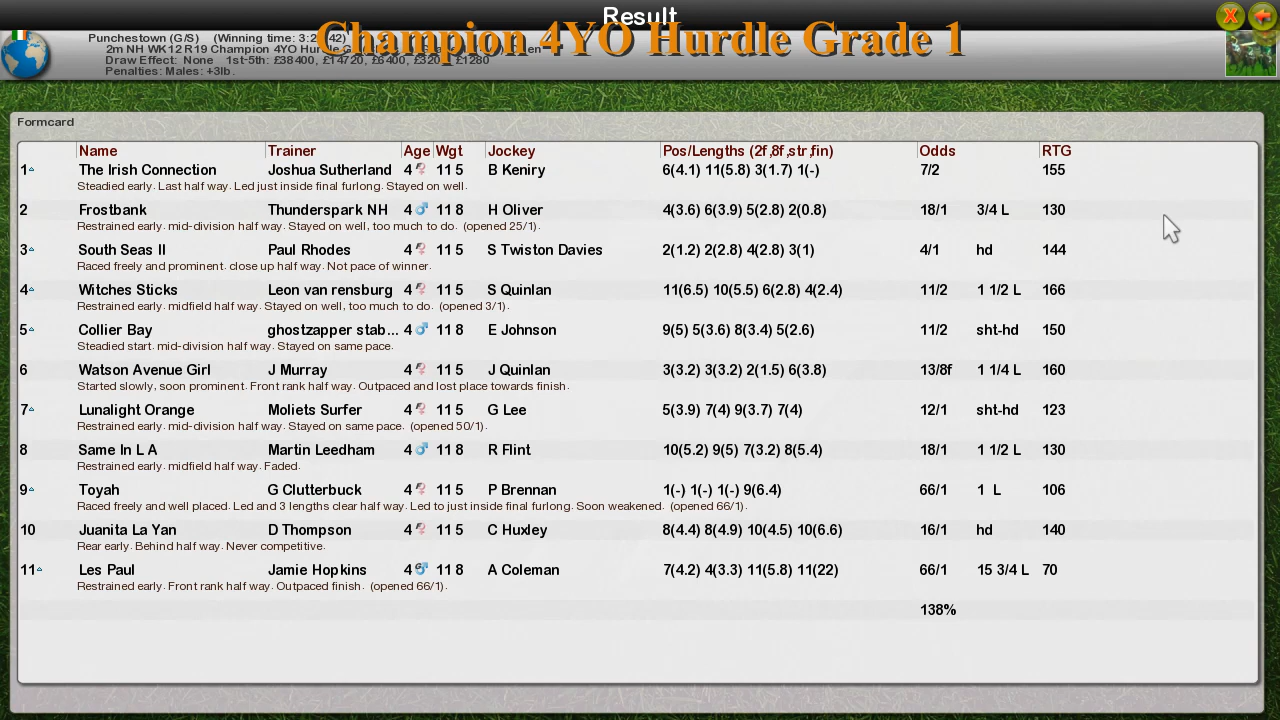 Result
Champion 4YO Hurdle Grade 1
Punchestown (G/S) (Winning time: 3:2
2m NH WK12 R19 Champion 4YO Hur
Draw Effect: None 1st-5th: £38400, £14720, £6400, £320 , £1280
Penalties: Males: +3lb.
Formcard
Name Trainer Age Wgt Jockey Pos/Lengths (2f,8f,str,fin) Odds RTG
1 The Irish Connection Joshua Sutherland 4 11 5 B Keniry 6(4.1) 11(5.8) 3(1.7) 1(-) 7/2 155
Steadied early. Last half way. Led just inside final furlong. Stayed on well.
2 Frostbank Thunderspark NH 4 11 8 H Oliver 4(3.6) 6(3.9) 5(2.8) 2(0.8) 18/1 3/4 L 130
Restrained early. mid-division half way. Stayed on well, too much to do. (opened 25/1).
3 South Seas II Paul Rhodes 4 11 5 S Twiston Davies 2(1.2) 2(2.8) 4(2.8) 3(1) 4/1 hd 144
Raced freely and prominent. close up half way. Not pace of winner.
4 Witches Sticks Leon van rensburg 4 11 5 S Quinlan 11(6.5) 10(5.5) 6(2.8) 4(2.4) 11/2 1 1/2 L 166
Restrained early. midfield half way. Stayed on well, too much to do. (opened 3/1).
5 Collier Bay ghostzapper stab... 4 11 8 E Johnson 9(5) 5(3.6) 8(3.4) 5(2.6) 11/2 sht-hd 150
Steadied start. mid-division half way. Stayed on same pace.
6 Watson Avenue Girl J Murray 4 11 5 J Quinlan 3(3.2) 3(3.2) 2(1.5) 6(3.8) 13/8f 1 1/4 L 160
Started slowly, soon prominent. Front rank half way. Outpaced and lost place towards finish.
7 Lunalight Orange Moliets Surfer 4 11 5 G Lee 5(3.9) 7(4) 9(3.7) 7(4) 12/1 sht-hd 123
Restrained early. mid-division half way. Stayed on same pace. (opened 50/1).
8 Same In L A Martin Leedham 4 11 8 R Flint 10(5.2) 9(5) 7(3.2) 8(5.4) 18/1 1 1/2 L 130
Restrained early. midfield half way. Faded.
9 Toyah G Clutterbuck 4 11 5 P Brennan 1(-) 1(-) 1(-) 9(6.4) 66/1 1 L 106
Raced freely and well placed. Led and 3 lengths clear half way. Led to just inside final furlong. Soon weakened. (opened 66/1).
10 Juanita La Yan D Thompson 4 11 5 C Huxley 8(4.4) 8(4.9) 10(4.5) 10(6.6) 16/1 hd 140
Rear early. Behind half way. Never competitive.
11 Les Paul Jamie Hopkins 4 11 8 A Coleman 7(4.2) 4(3.3) 11(5.8) 11(22) 66/1 15 3/4 L 70
Restrained early. Front rank half way. Outpaced finish. (opened 66/1).
138%